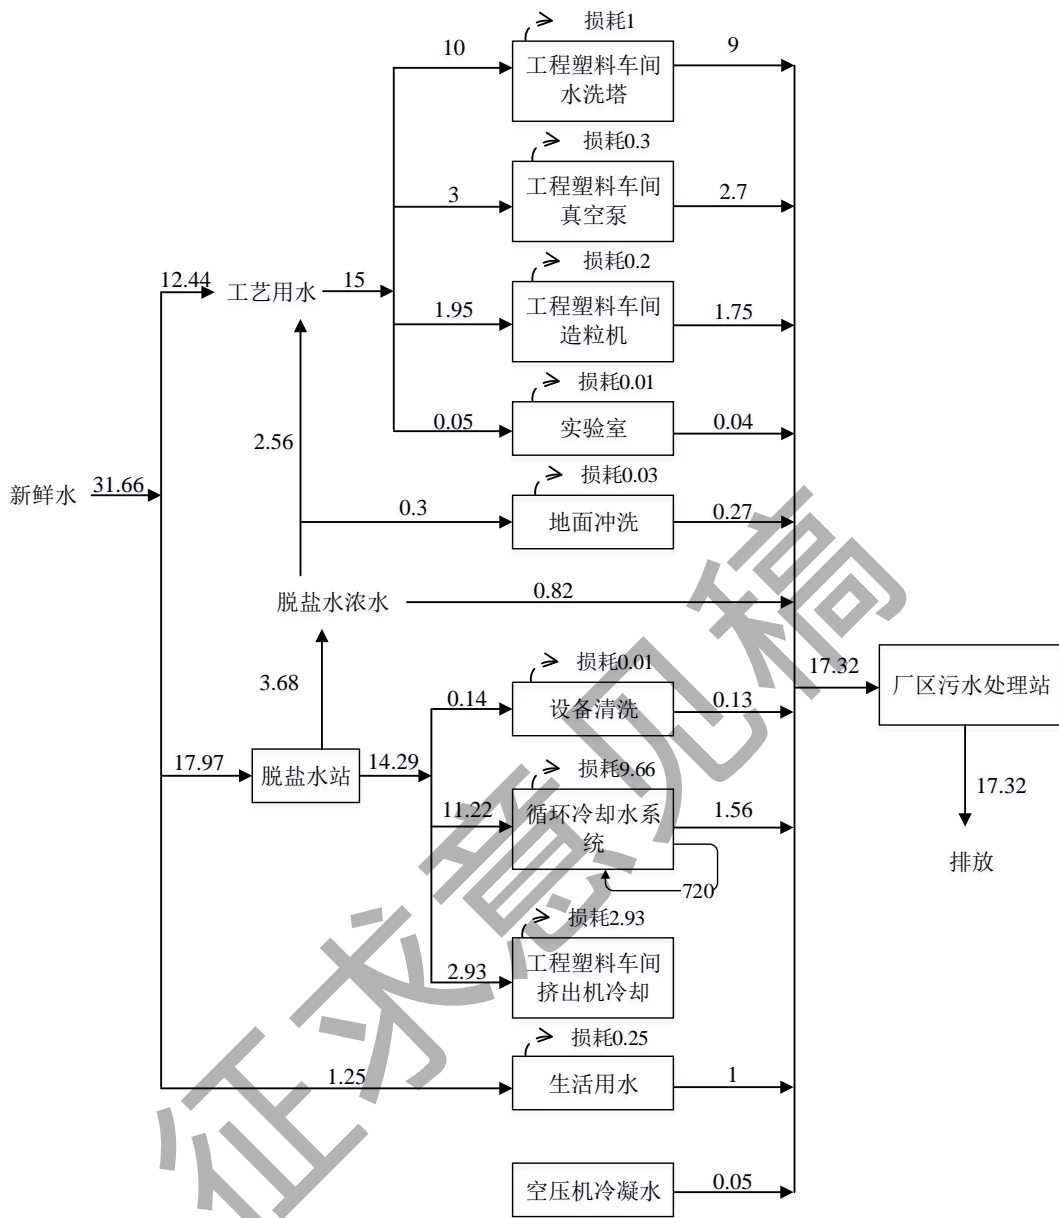 损耗1
10
工程塑料车间
水洗塔
9
损耗0.3
3
工程塑料车间
真空泵
2.7
损耗0.2
12.44
工艺用水
15
1.95
工程塑料车间
造粒机
1.75
损耗0.01
0.05
实验室
0.04
2.56
损耗0.03
新鲜水
31.66
0.3
地面冲洗
0.27
脱盐水浓水
0.82
损耗0.01
17.32
厂区污水处理站
3.68
0.14
设备清洗
0.13
17.97
脱盐水站
14.29
损耗9.66
17.32
11.22
循环冷却水系
统
1.56
720
排放
损耗2.93
2.93
工程塑料车间
挤出机冷却
损耗0.25
1.25
生活用水
1
空压机冷凝水
0.05
征求意见稿